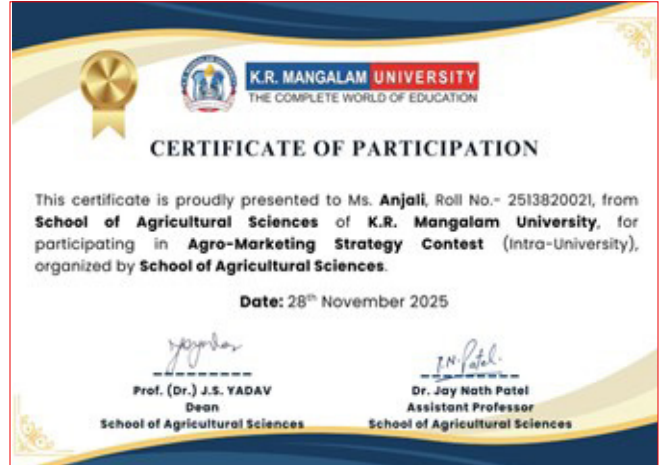 K.R. MANGALAM UNIVERSITY
THE COMPLETE WORLD OF EDUCATION
CERTIFICATE OF PARTICIPATION
This certificate is proudly presented to Ms. Anjali, Roll No.- 2513820021, from
School of Agricultural Sciences of K.R. Mangalam University, for
participating in Agro-Marketing Strategy Contest (Intra-University),
organized by School of Agricultural Sciences.
Date: 28th November 2025
J.N. Patel.
Prof. (Dr.) J.S. YADAV
Dean
School of Agricultural Sciences
Dr. Jay Nath Patel
Assistant Professor
School of Agricultural Sciences